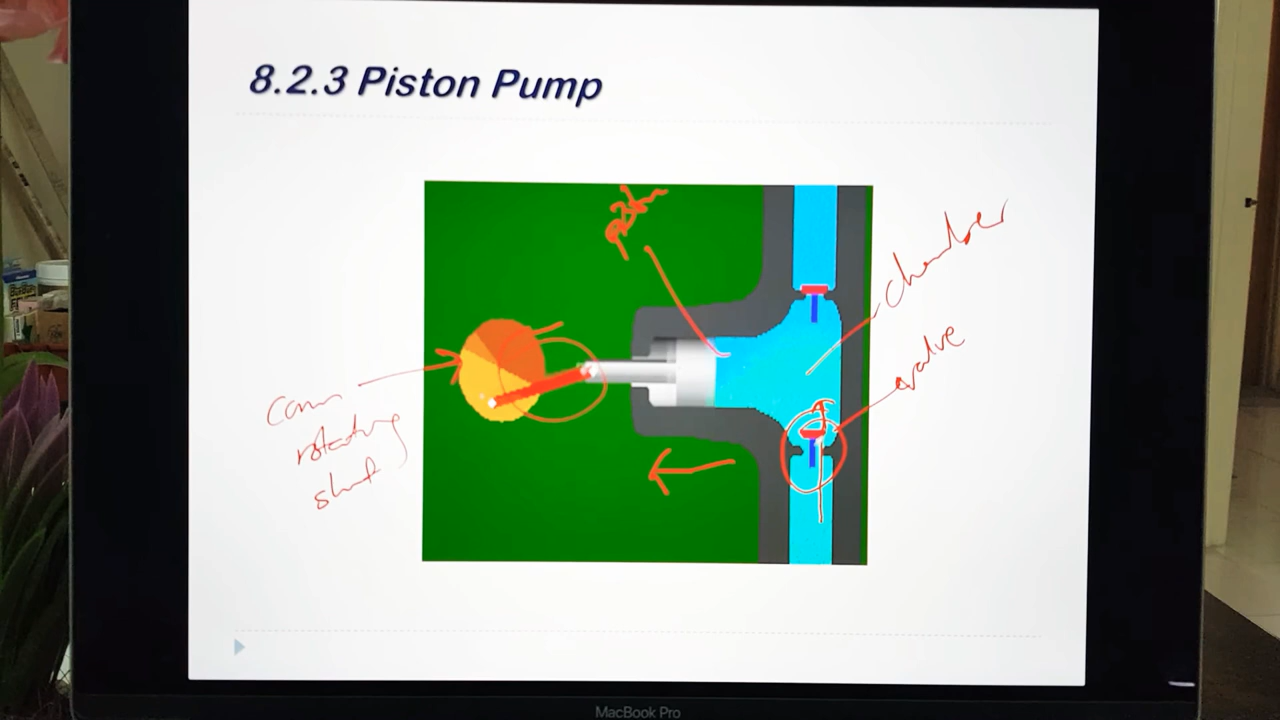 8.2.3 Piston Pump
piston
chamber
valve
cam
rotating
shaft
MacBook Pro